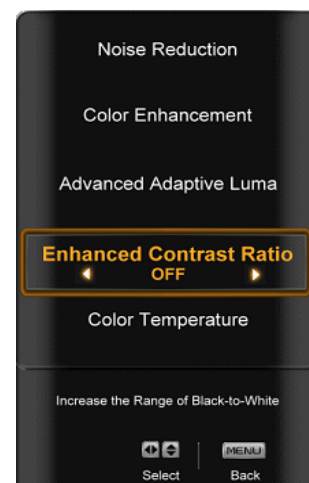 Noise Reduction
Color Enhancement
Advanced Adaptive Luma
Enhanced Contrast Ratio
OFF
Color Temperature
Increase the Range of Black-to-White
MENU
Select
Back